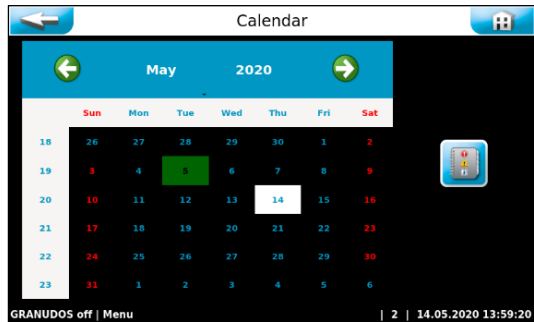 Calendar
May 2020
Sun Mon Tue Wed Thu Fri Sat
18 26 27 28 29 30 1 2
19 3 4 5 6 7 8 9
20 10 11 12 13 14 15 16
21 17 18 19 20 21 22 23
22 24 25 26 27 28 29 30
23 31 1 2 3 4 5 6
GRANUDOS off | Menu | 2 | 14.05.2020 13:59:20